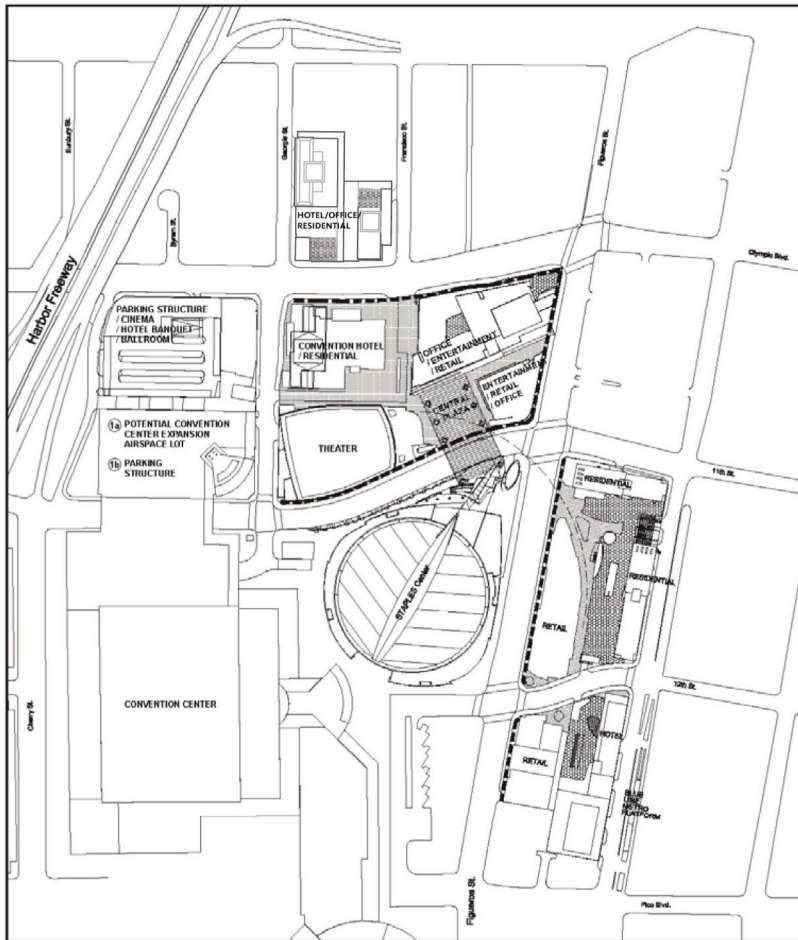 Bunbury St.
Georgia St.
Francisco St.
Figueroa St.
Byram St.
Harbor Freeway
HOTEL/OFFICE/
RESIDENTIAL
Olympic Blvd.
PARKING STRUCTURE
/ CINEMA
/ HOTEL BANQUET
/ BALLROOM
CONVENTION HOTEL
/ RESIDENTIAL
OFFICE
/ ENTERTAINMENT
/ RETAIL
ENTERTAINMENT
/ RETAIL
/ OFFICE
CENTRAL
PLAZA
1a POTENTIAL CONVENTION
CENTER EXPANSION
AIRSPACE LOT
1b PARKING
STRUCTURE
THEATER
11th St.
RESIDENTIAL
RESIDENTIAL
STAPLES Center
RETAIL
12th St.
CONVENTION CENTER
Cherry St.
HOTEL
RETAIL
BLUE
LINE
METRO
PLATFORM
Figueroa St.
Pico Blvd.